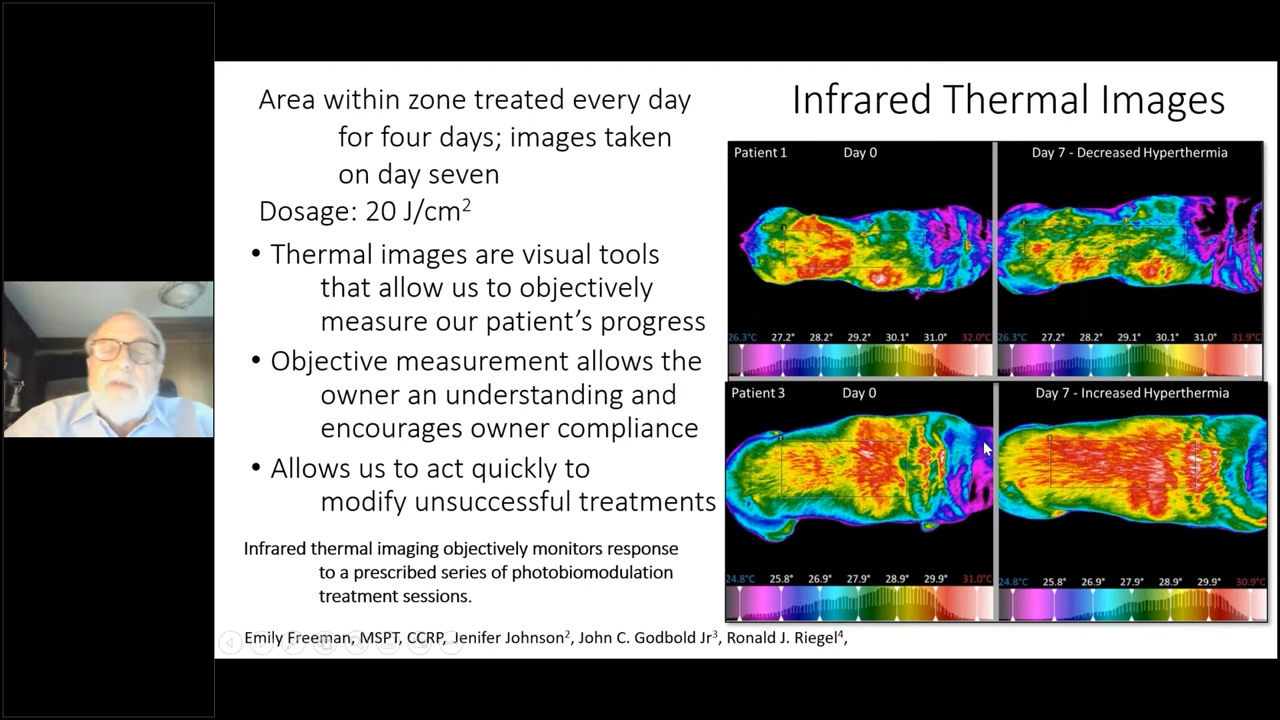 Area within zone treated every day
for four days; images taken
on day seven
Dosage: 20 J/cm²
• Thermal images are visual tools
that allow us to objectively
measure our patient’s progress
• Objective measurement allows the
owner an understanding and
encourages owner compliance
• Allows us to act quickly to
modify unsuccessful treatments
Infrared thermal imaging objectively monitors response
to a prescribed series of photobiomodulation
treatment sessions.
Emily Freeman, MSPT, CCRP, Jenifer Johnson², John C. Godbold Jr³, Ronald J. Riegel⁴,
Infrared Thermal Images
Patient 1 Day 0
Day 7 - Decreased Hyperthermia
26.3°C 27.2° 28.2° 29.2° 30.1° 31.0° 32.0°C
26.3°C 27.2° 28.2° 29.1° 30.1° 31.0° 31.9°C
Patient 3 Day 0
Day 7 - Increased Hyperthermia
24.8°C 25.8° 26.9° 27.9° 28.9° 29.9° 31.0°C
24.8°C 25.8° 26.9° 27.9° 28.9° 29.9° 30.9°C